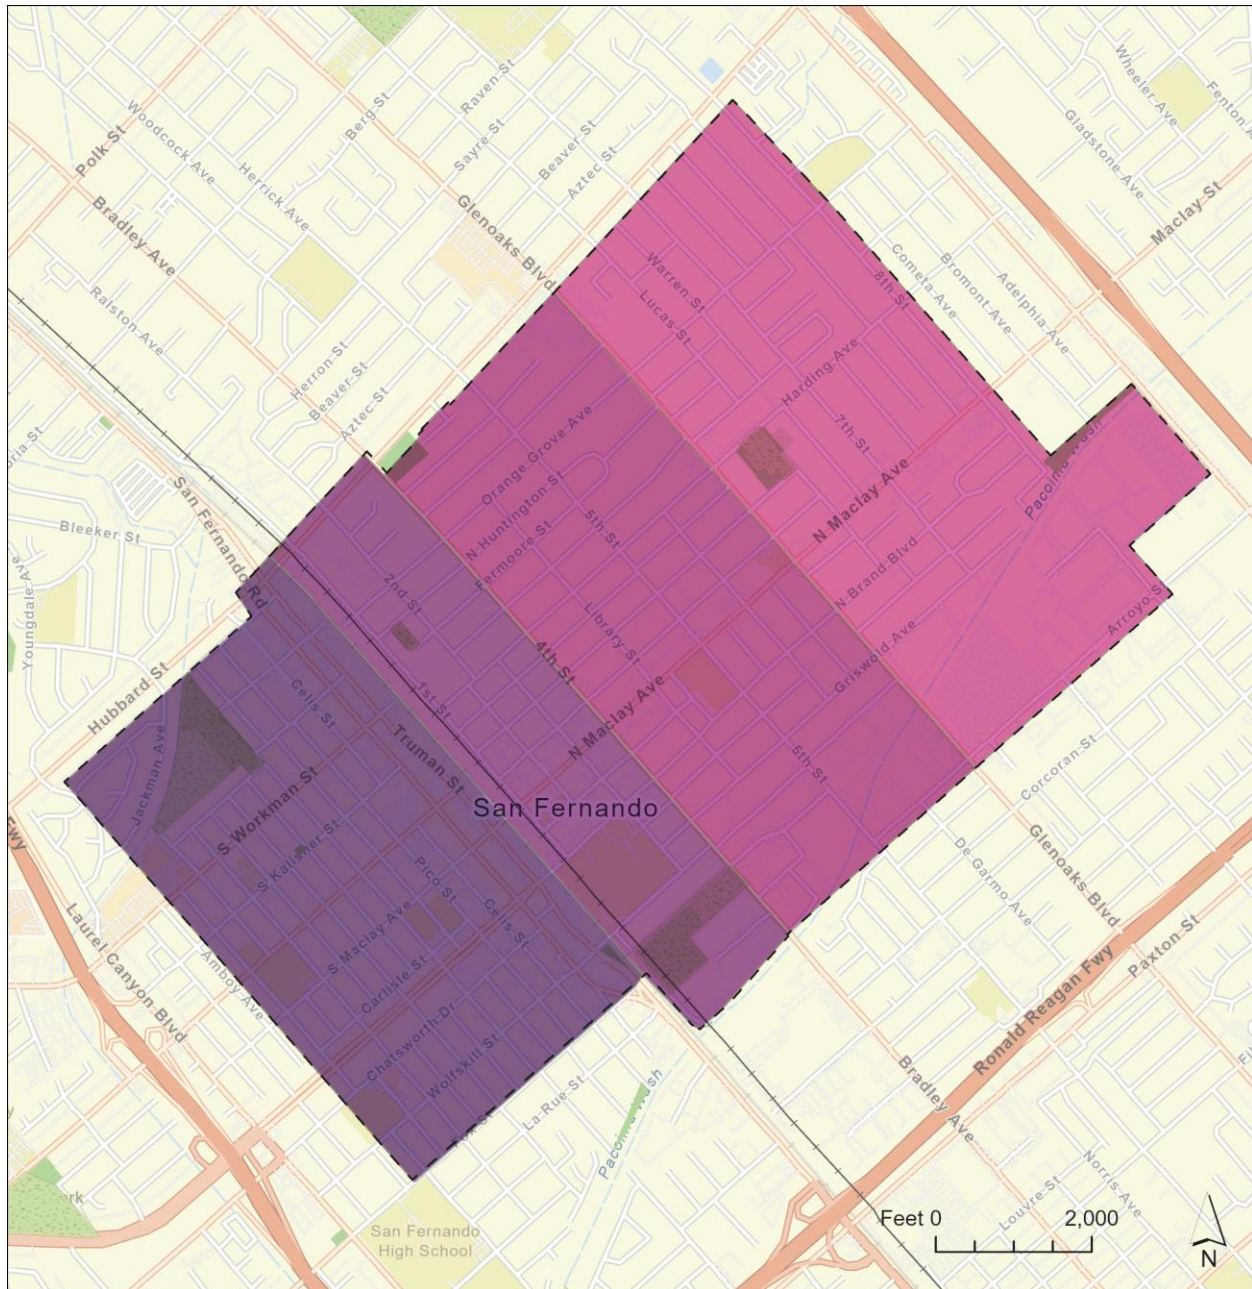 Raven St
Wheeler Ave
Fenton A
Woodcock Ave
Berg St
Sayre St
Beaver St
Gladstone Ave
Polk St
Herrick Ave
Aztec St
Glenoaks Blvd
Maclay St
Bradley Ave
Warren St
8th St
Cometa Ave
Bromont Ave
Adelphia Ave
Lucas St
Ralston Ave
Herron St
Beaver St
Aztec St
Harding Ave
7th St
Orange Grove Ave
oria St
San Fernando Rd
N Huntington St
N Maclay Ave
Pacoima Wash
Bleeker St
5th St
Fermoore St
N Brand Blvd
Youngdale Ave
Ave
2nd St
Library St
Arroyo S
4th St
Griswold Ave
Hubbard St
Celis St
1st St
N Maclay Ave
Truman St
5th St
Jackman Ave
Corcoran St
San Fernando
Fwy
S Workman St
S Kalisher St
Pico St
Celis St
De Garmo Ave
Glenoaks Blvd
Laurel Canyon Blvd
S Maclay Ave
Amboy Ave
Carlisle St
Paxton St
Ronald Reagan Fwy
Chatsworth Dr
Wolfskill St
La Rue St
Pacoima Wash
Bradley Ave
Norris Ave
Louvre St
rk
San Fernando
High School
Feet 0 2,000
N